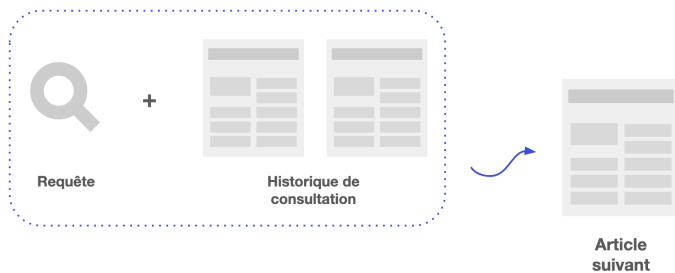 +
Requête
Historique de
consultation
Article
suivant